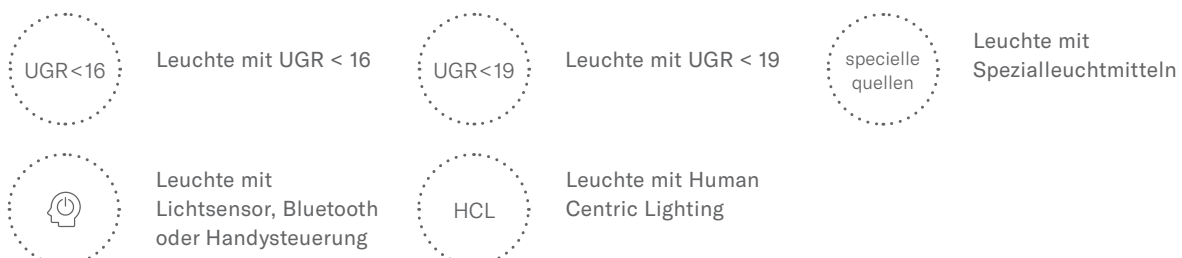 UGR<16
Leuchte mit UGR < 16
UGR<19
Leuchte mit UGR < 19
specielle
quellen
Leuchte mit
Spezialleuchtmitteln
Leuchte mit
Lichtsensor, Bluetooth
oder Handysteuerung
HCL
Leuchte mit Human
Centric Lighting